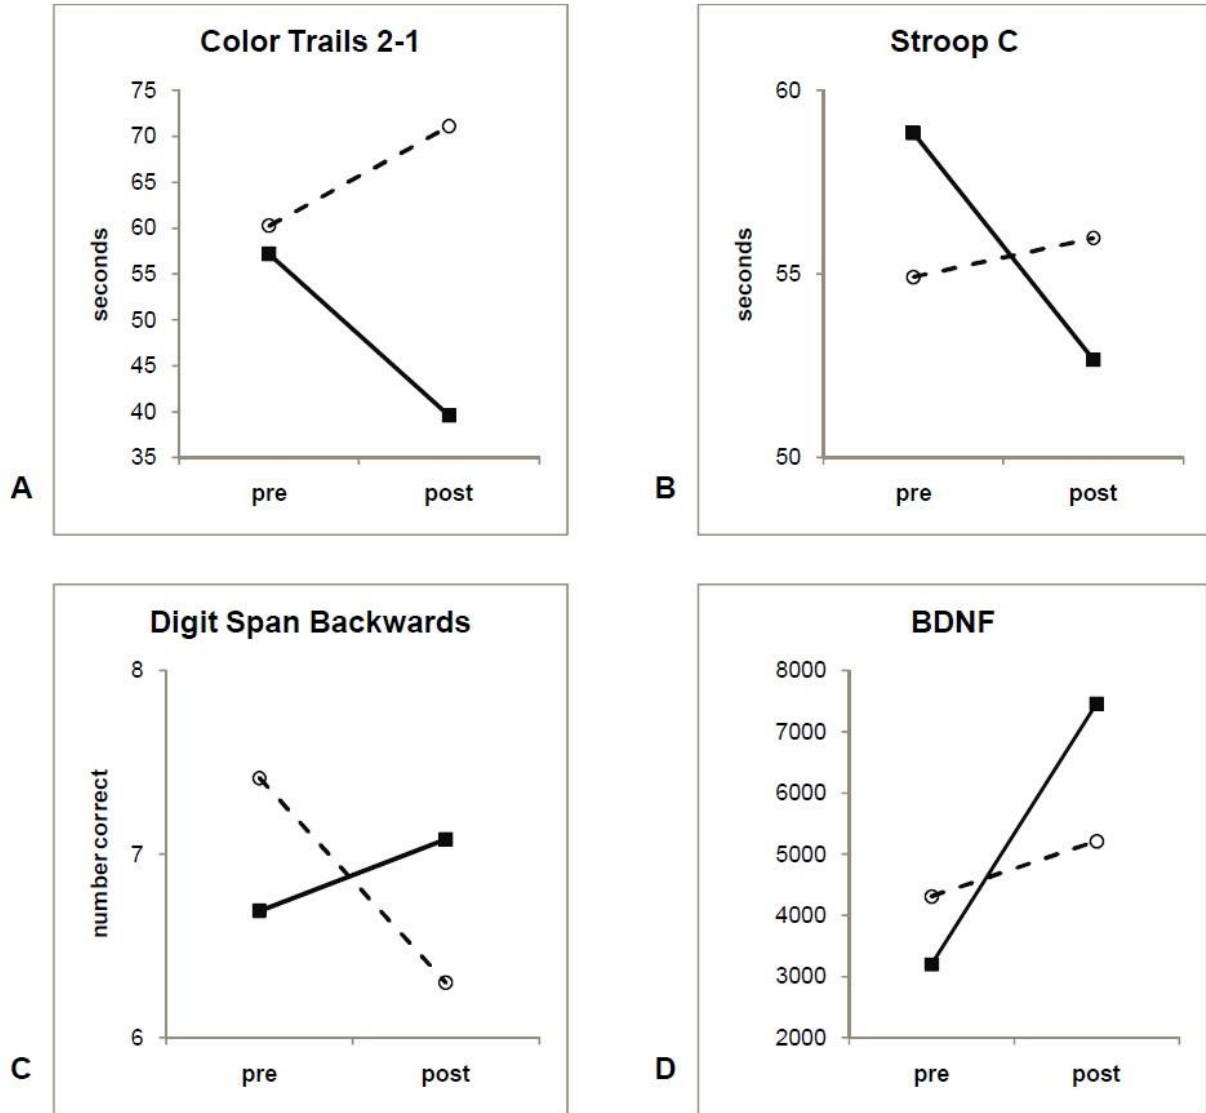 Color Trails 2-1
75
70
65
60
55
50
45
40
35
seconds
pre post
A
Stroop C
60
55
50
seconds
pre post
B
Digit Span Backwards
8
7
6
number correct
pre post
C
BDNF
8000
7000
6000
5000
4000
3000
2000
pre post
D